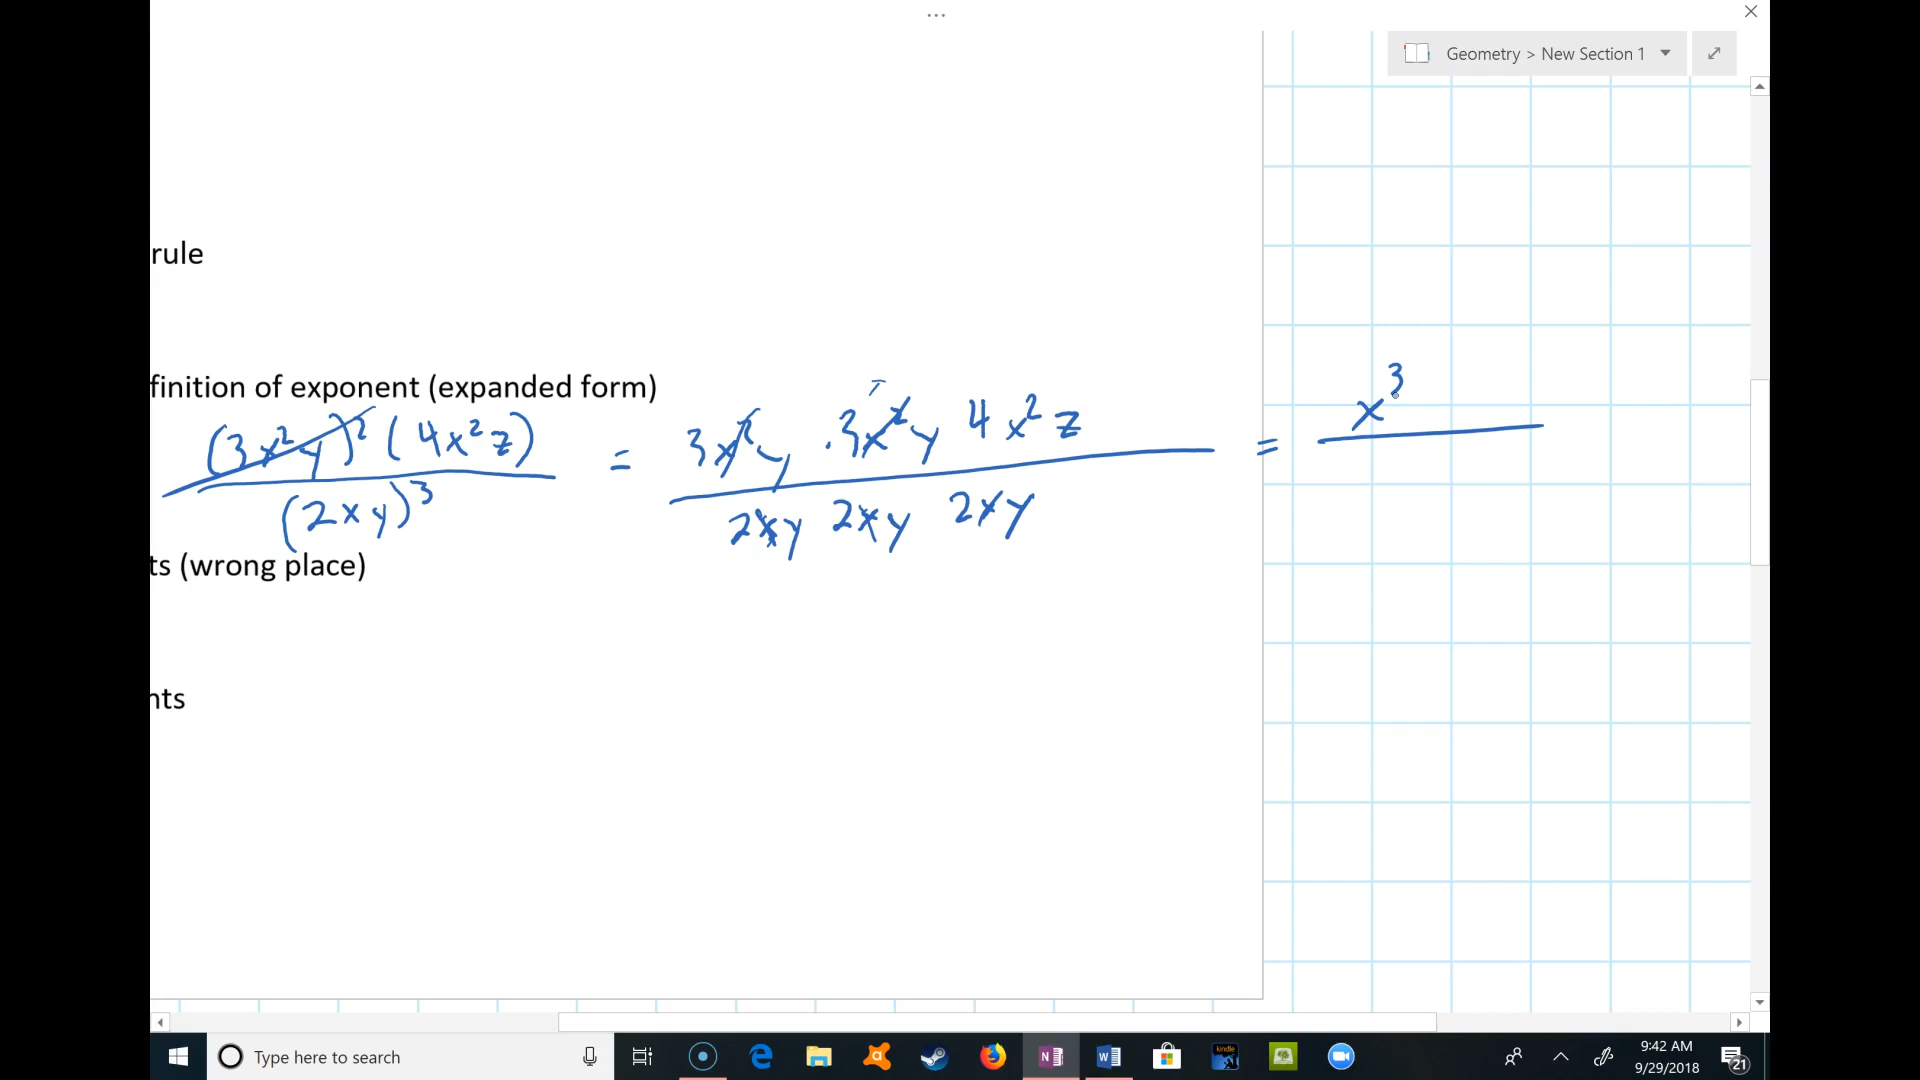 ...
Geometry > New Section 1
rule
finition of exponent (expanded form)
(3x²y)² (4x²z) / (2xy)³ = 3x²y · 3x²y 4x²z / 2xy 2xy 2xy = x³
ts (wrong place)
nts
Type here to search
N
W
kindle
9:42 AM
9/29/2018
21